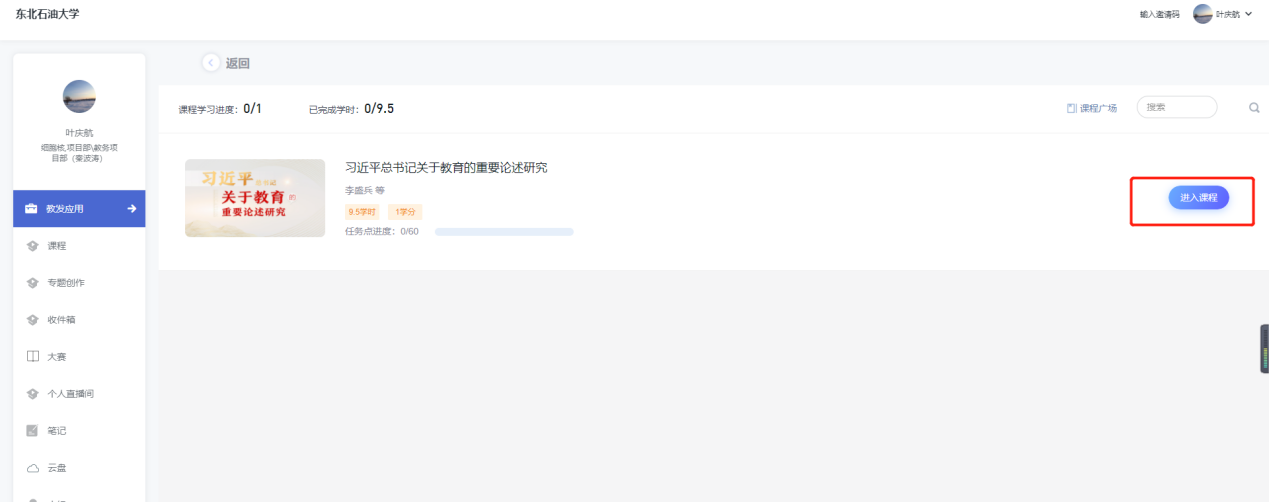 东北石油大学
输入邀请码
叶庆航
返回
叶庆航
细胞核,项目部\教务项
目部（秦波涛）
课程学习进度：0/1
已完成学时：0/9.5
课程广场
搜索
习近平总书记关于教育的重要论述研究
李盛兵 等
9.5学时
1学分
任务点进度：0/60
进入课程
习近平
关于教育的
重要论述研究
教发应用
课程
专题创作
收件箱
大赛
个人直播间
笔记
云盘